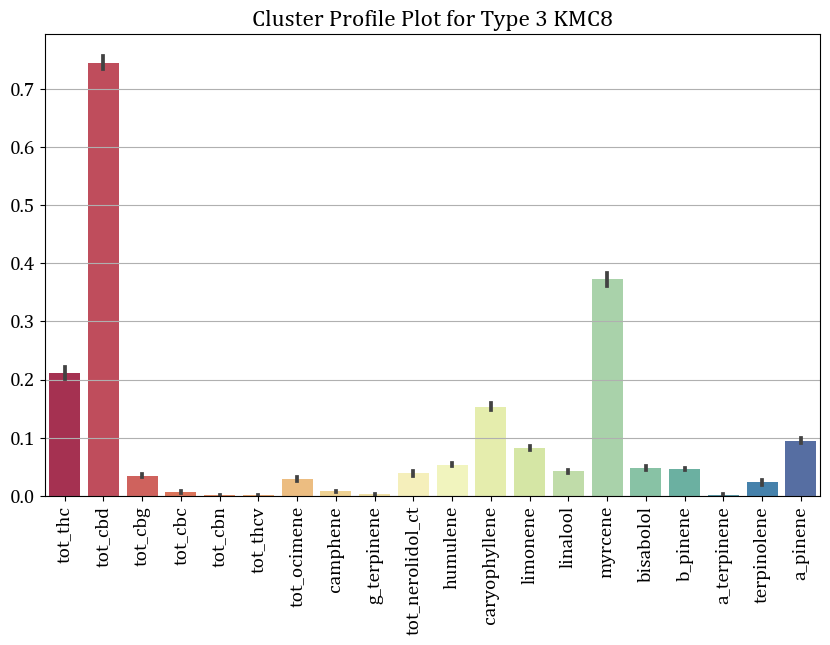 Cluster Profile Plot for Type 3 KMC8
0.7
0.6
0.5
0.4
0.3
0.2
0.1
0.0
tot_thc
tot_cbd
tot_cbg
tot_cbc
tot_cbn
tot_thcv
tot_ocimene
camphene
g_terpinene
tot_nerolidol_ct
humulene
caryophyllene
limonene
linalool
myrcene
bisabolol
b_pinene
a_terpinene
terpinolene
a_pinene